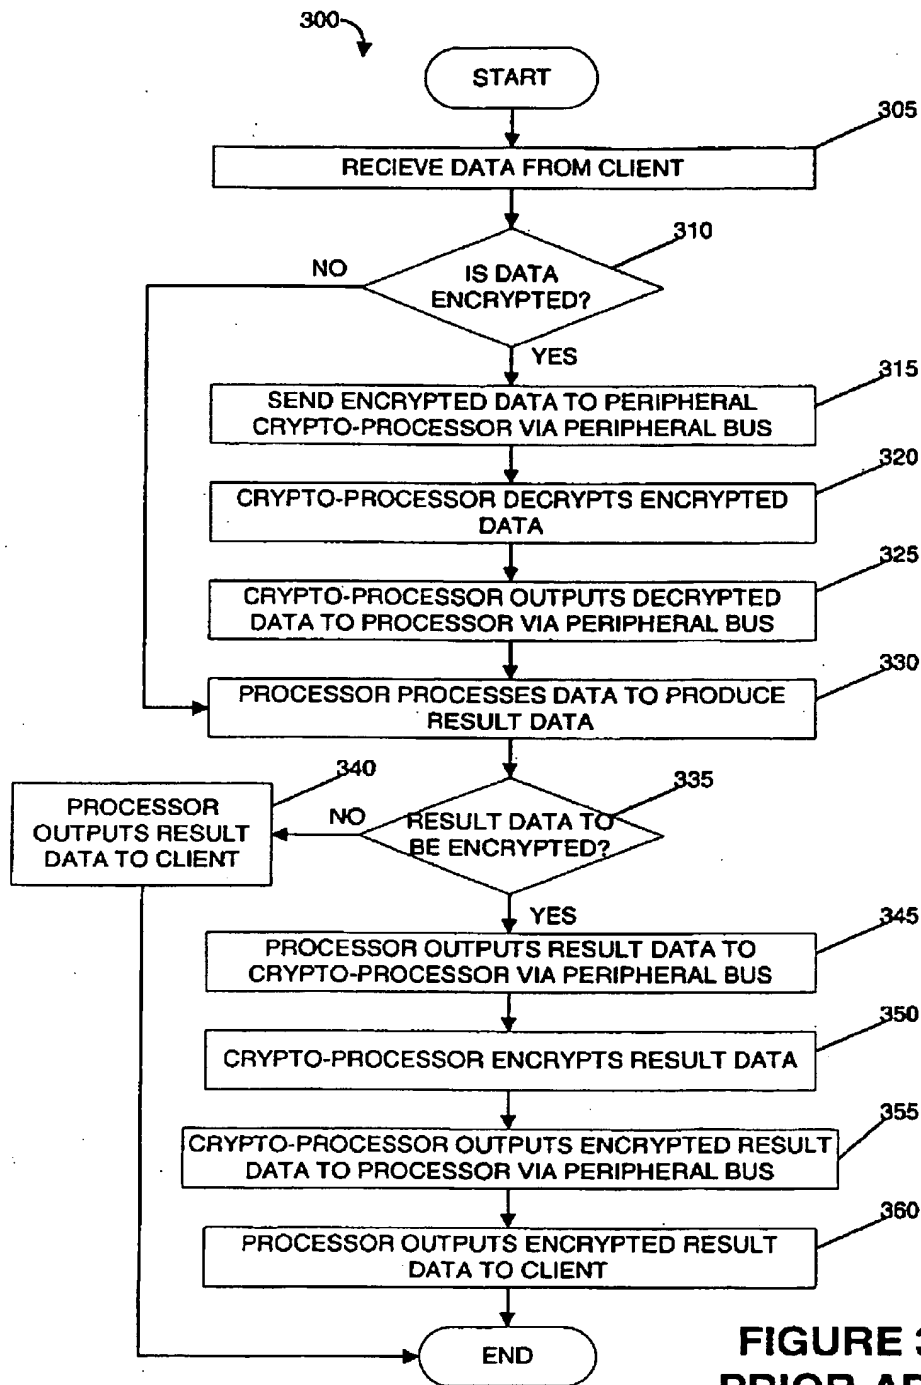 300
START
305
RECIEVE DATA FROM CLIENT
310
NO
IS DATA
ENCRYPTED?
YES
315
SEND ENCRYPTED DATA TO PERIPHERAL
CRYPTO-PROCESSOR VIA PERIPHERAL BUS
320
CRYPTO-PROCESSOR DECRYPTS ENCRYPTED
DATA
325
CRYPTO-PROCESSOR OUTPUTS DECRYPTED
DATA TO PROCESSOR VIA PERIPHERAL BUS
330
PROCESSOR PROCESSES DATA TO PRODUCE
RESULT DATA
340
PROCESSOR
OUTPUTS RESULT
DATA TO CLIENT
NO
335
RESULT DATA TO
BE ENCRYPTED?
YES
345
PROCESSOR OUTPUTS RESULT DATA TO
CRYPTO-PROCESSOR VIA PERIPHERAL BUS
350
CRYPTO-PROCESSOR ENCRYPTS RESULT DATA
355
CRYPTO-PROCESSOR OUTPUTS ENCRYPTED RESULT
DATA TO PROCESSOR VIA PERIPHERAL BUS
360
PROCESSOR OUTPUTS ENCRYPTED RESULT
DATA TO CLIENT
END
FIGURE 3
PRIOR